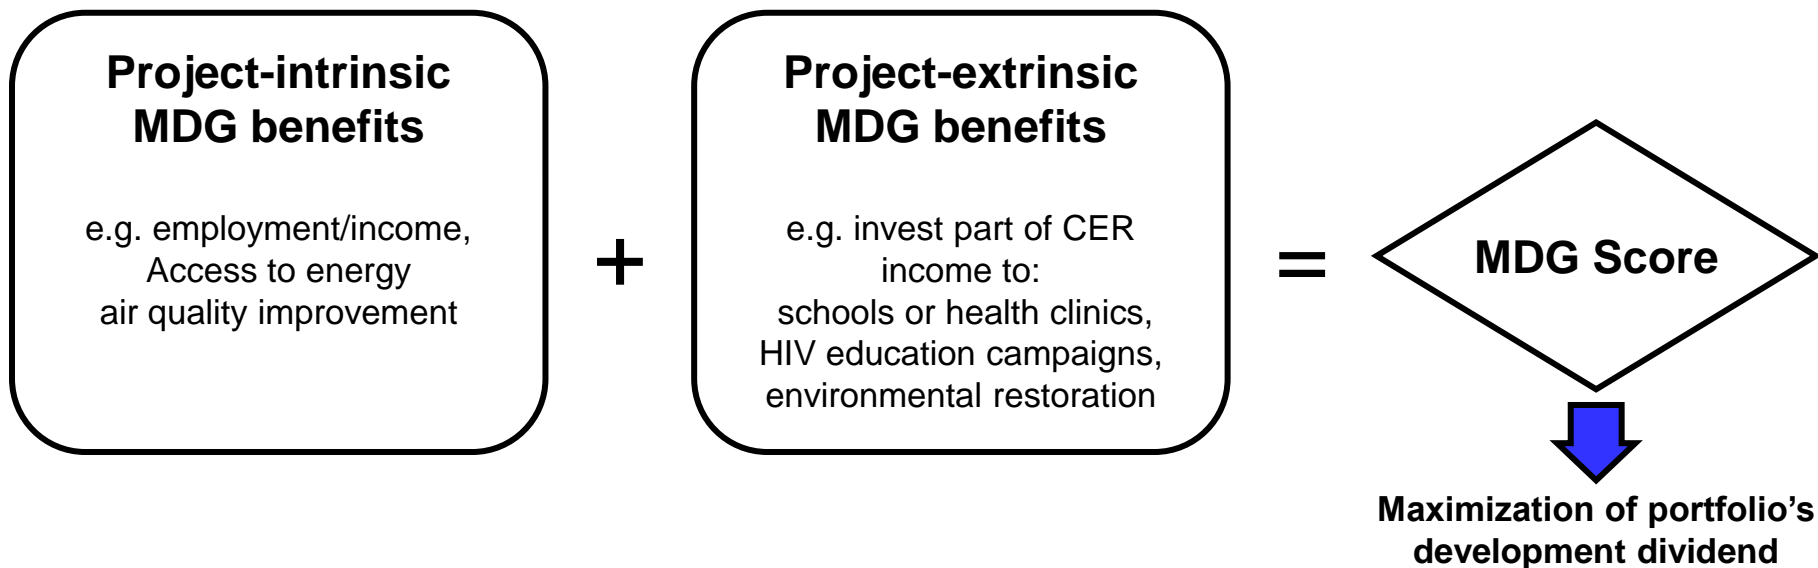 Project-intrinsic
MDG benefits
e.g. employment/income,
Access to energy
air quality improvement
+
Project-extrinsic
MDG benefits
e.g. invest part of CER
income to:
schools or health clinics,
HIV education campaigns,
environmental restoration
=
MDG Score
Maximization of portfolio’s
development dividend